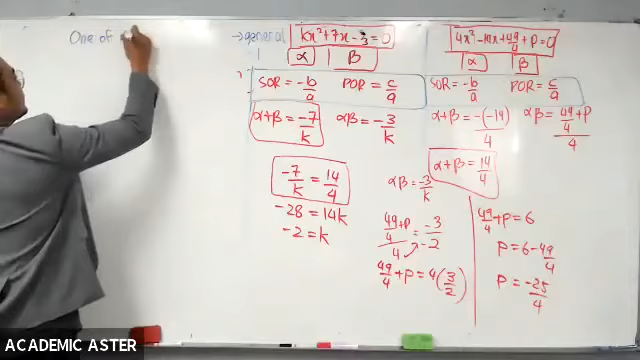 One of
→general
kx²+7x-3=0
α | β
SOR = -b/a POR = c/a
α+β = -7/k αβ = -3/k
-7/k = 14/4
-28 = 14k
-2 = k
4x²-14x+49/4+P=0
α β
SOR = -b/a POR = c/a
α+β = -(-14)/4 αβ = 49/4+P/4
α+β = 14/4
αβ = -3/k
49/4+P/4 = -3/-2
49/4+P = 4(3/2)
49/4+P = 6
P = 6-49/4
P = -25/4
ACADEMIC ASTER